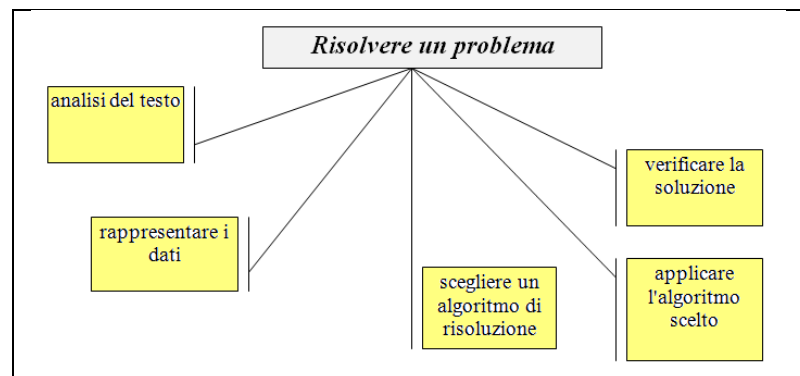 Risolvere un problema
analisi del testo
rappresentare i
dati
scegliere un
algoritmo di
risoluzione
applicare
l'algoritmo
scelto
verificare la
soluzione